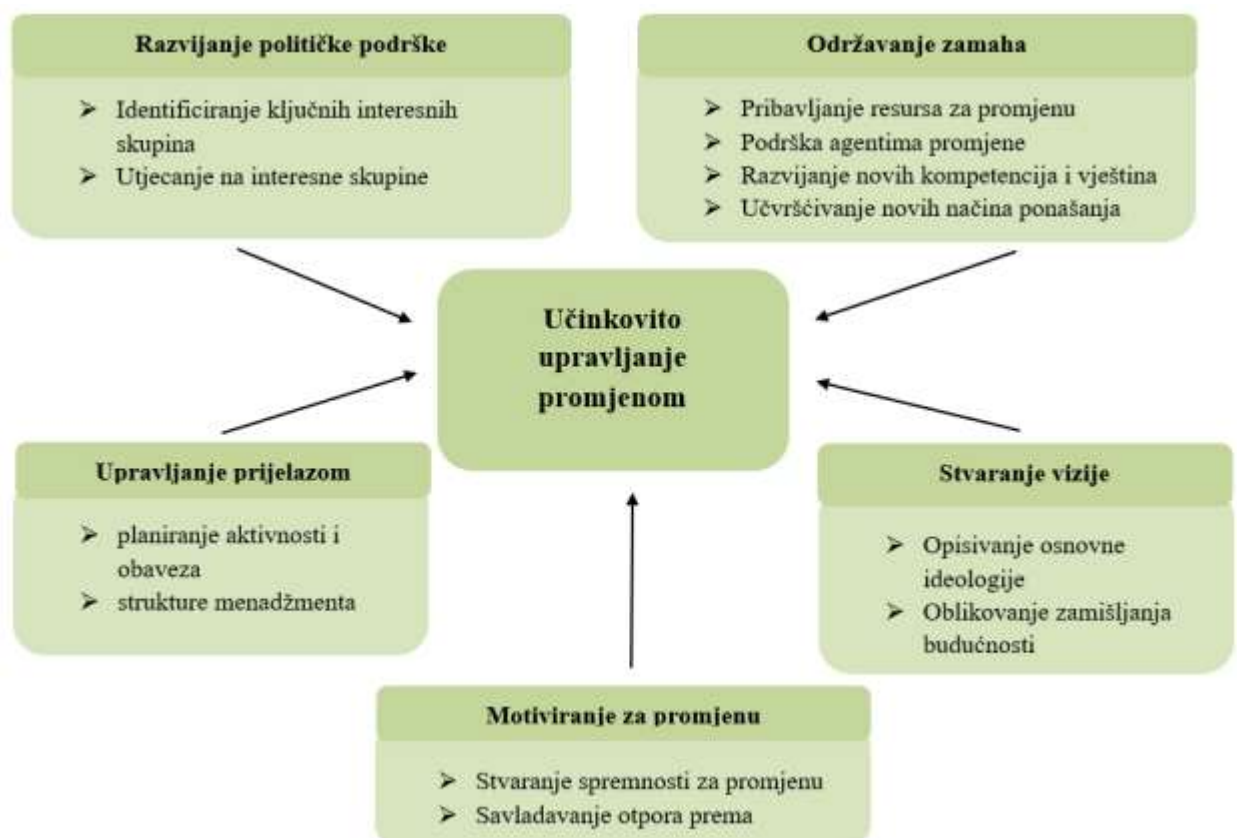 Razvijanje političke podrške
➢ Identificiranje ključnih interesnih
skupina
➢ Utjecanje na interesne skupine
Održavanje zamaha
➢ Pribavljanje resursa za promjenu
➢ Podrška agentima promjene
➢ Razvijanje novih kompetencija i vještina
➢ Učvršćivanje novih načina ponašanja
Učinkovito
upravljanje
promjenom
Upravljanje prijelazom
➢ planiranje aktivnosti i
obaveza
➢ strukture menadžmenta
Stvaranje vizije
➢ Opisivanje osnovne
ideologije
➢ Oblikovanje zamišljanja
budućnosti
Motiviranje za promjenu
➢ Stvaranje spremnosti za promjenu
➢ Savladavanje otpora prema